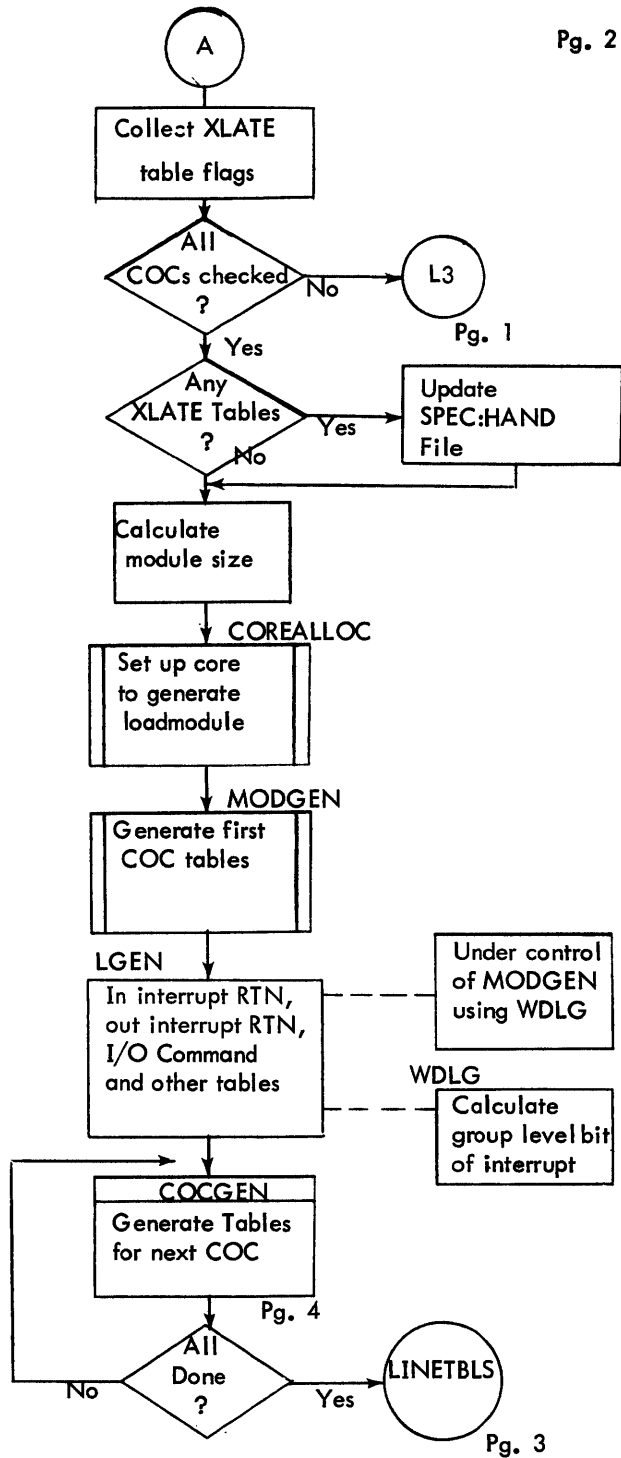 A
Pg. 2
Collect XLATE
table flags
All
COCs checked
?
No
L3
Pg. 1
Yes
Any
XLATE Tables
?
Yes
No
Update
SPEC:HAND
File
Calculate
module size
COREALLOC
Set up core
to generate
loadmodule
MODGEN
Generate first
COC tables
LGEN
In interrupt RTN,
out interrupt RTN,
I/O Command
and other tables
Under control
of MODGEN
using WDLG
WDLG
Calculate
group level bit
of interrupt
COCGEN
Generate Tables
for next COC
Pg. 4
All
Done
?
No
Yes
LINETBLS
Pg. 3